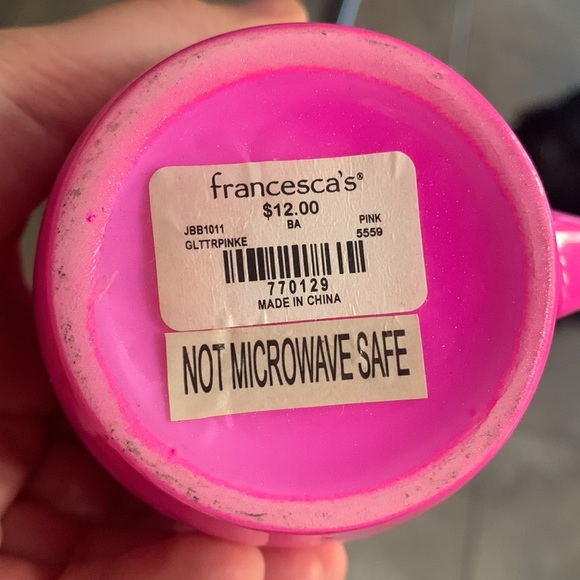 francesca's®
$12.00
BA
JBB1011 PINK
GLTTRPINKE 5559
770129
MADE IN CHINA
NOT MICROWAVE SAFE